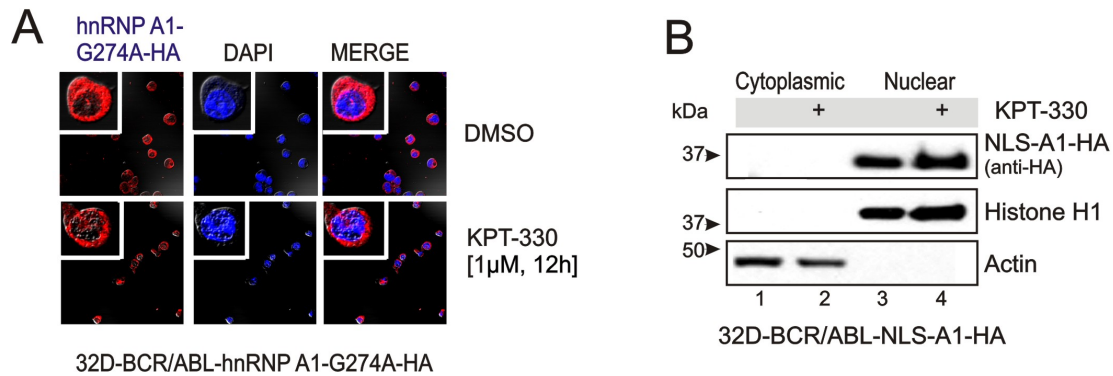 A
hnRNP A1-
G274A-HA
DAPI
MERGE
DMSO
KPT-330
[1µM, 12h]
32D-BCR/ABL-hnRNP A1-G274A-HA
B
Cytoplasmic Nuclear
kDa + + KPT-330
37 NLS-A1-HA
(anti-HA)
37 Histone H1
50 Actin
1 2 3 4
32D-BCR/ABL-NLS-A1-HA